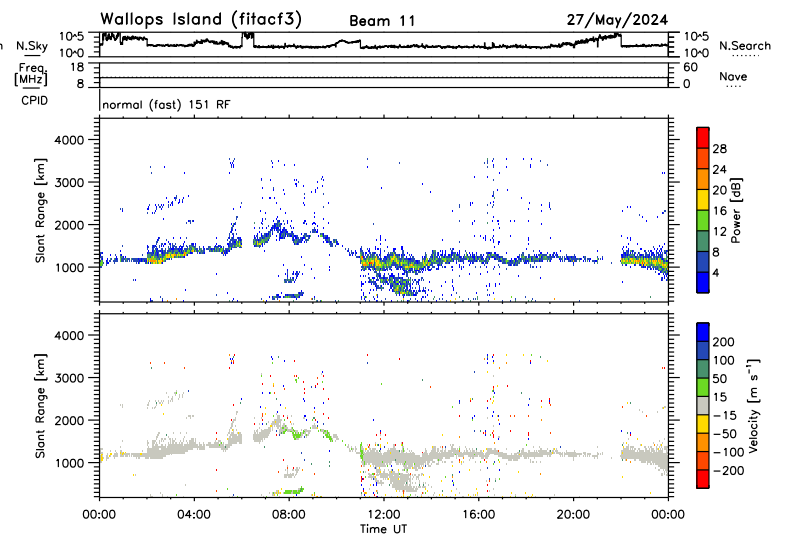 Wallops Island (fitacf3) Beam 11 27/May/2024
N.Sky 10^5 10^0 10^5 10^0 N.Search
Freq. [MHz] 18 8 60 0 Nave
CPID normal (fast) 151 RF
Slant Range [km]
4000
3000
2000
1000
Power [dB]
28
24
20
16
12
8
4
Slant Range [km]
4000
3000
2000
1000
Velocity [m s⁻¹]
200
100
50
15
-15
-50
-100
-200
00:00 04:00 08:00 12:00 16:00 20:00 00:00
Time UT